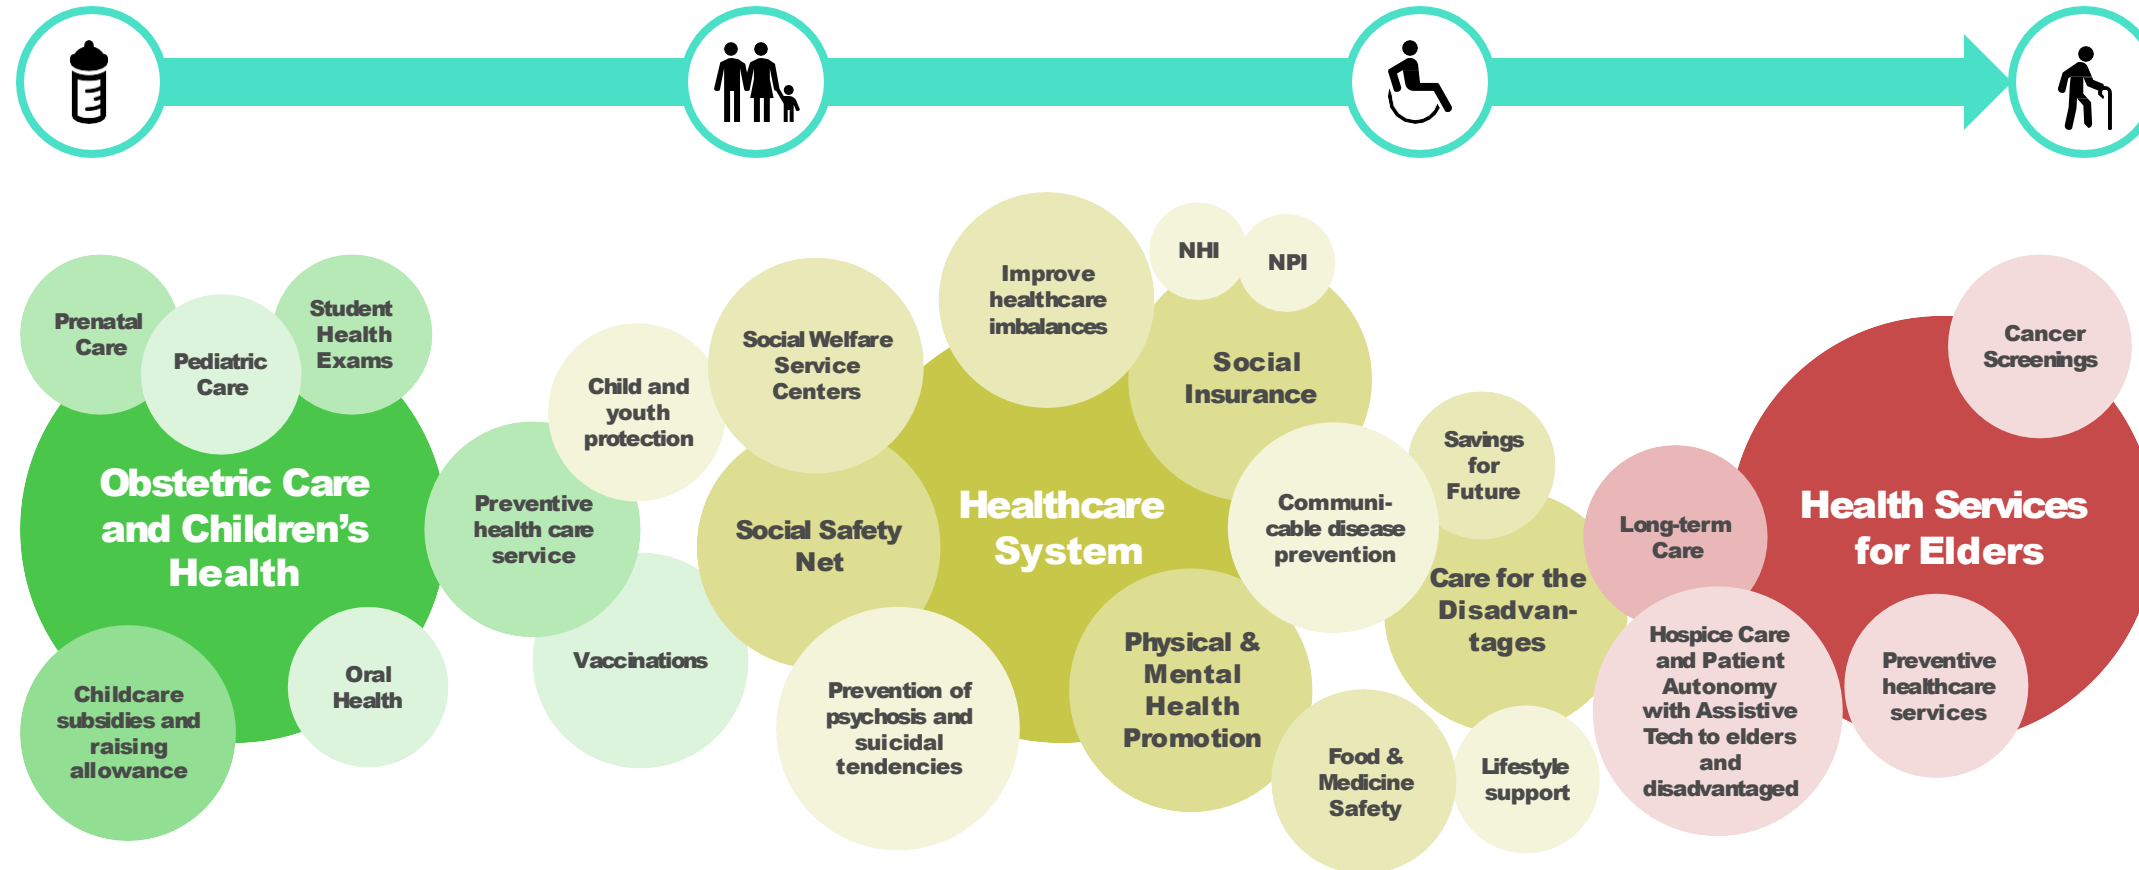 Prenatal
Care
Pediatric
Care
Student
Health
Exams
Obstetric Care
and Children’s
Health
Childcare
subsidies and
raising
allowance
Oral
Health
Preventive
health care
service
Child and
youth
protection
Vaccinations
Social Welfare
Service
Centers
Social Safety
Net
Prevention of
psychosis and
suicidal
tendencies
Improve
healthcare
imbalances
Healthcare
System
NHI
NPI
Social
Insurance
Communi-
cable disease
prevention
Physical &
Mental
Health
Promotion
Savings
for
Future
Care for the
Disadvan-
tages
Food &
Medicine
Safety
Lifestyle
support
Long-term
Care
Hospice Care
and Patient
Autonomy
with Assistive
Tech to elders
and
disadvantaged
Health Services
for Elders
Cancer
Screenings
Preventive
healthcare
services